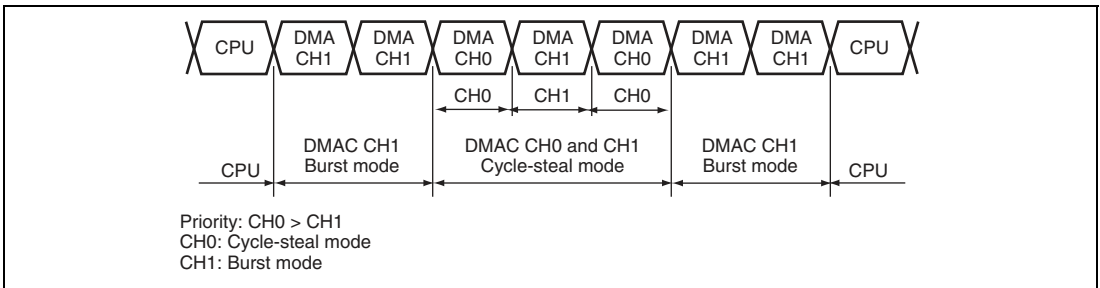 CPU DMA DMA DMA DMA DMA DMA DMA CPU
CH1 CH1 CH0 CH1 CH0 CH1 CH1
CH0 CH1 CH0
DMAC CH1 DMAC CH0 and CH1 DMAC CH1
CPU Burst mode Cycle-steal mode Burst mode CPU
Priority: CH0 > CH1
CH0: Cycle-steal mode
CH1: Burst mode